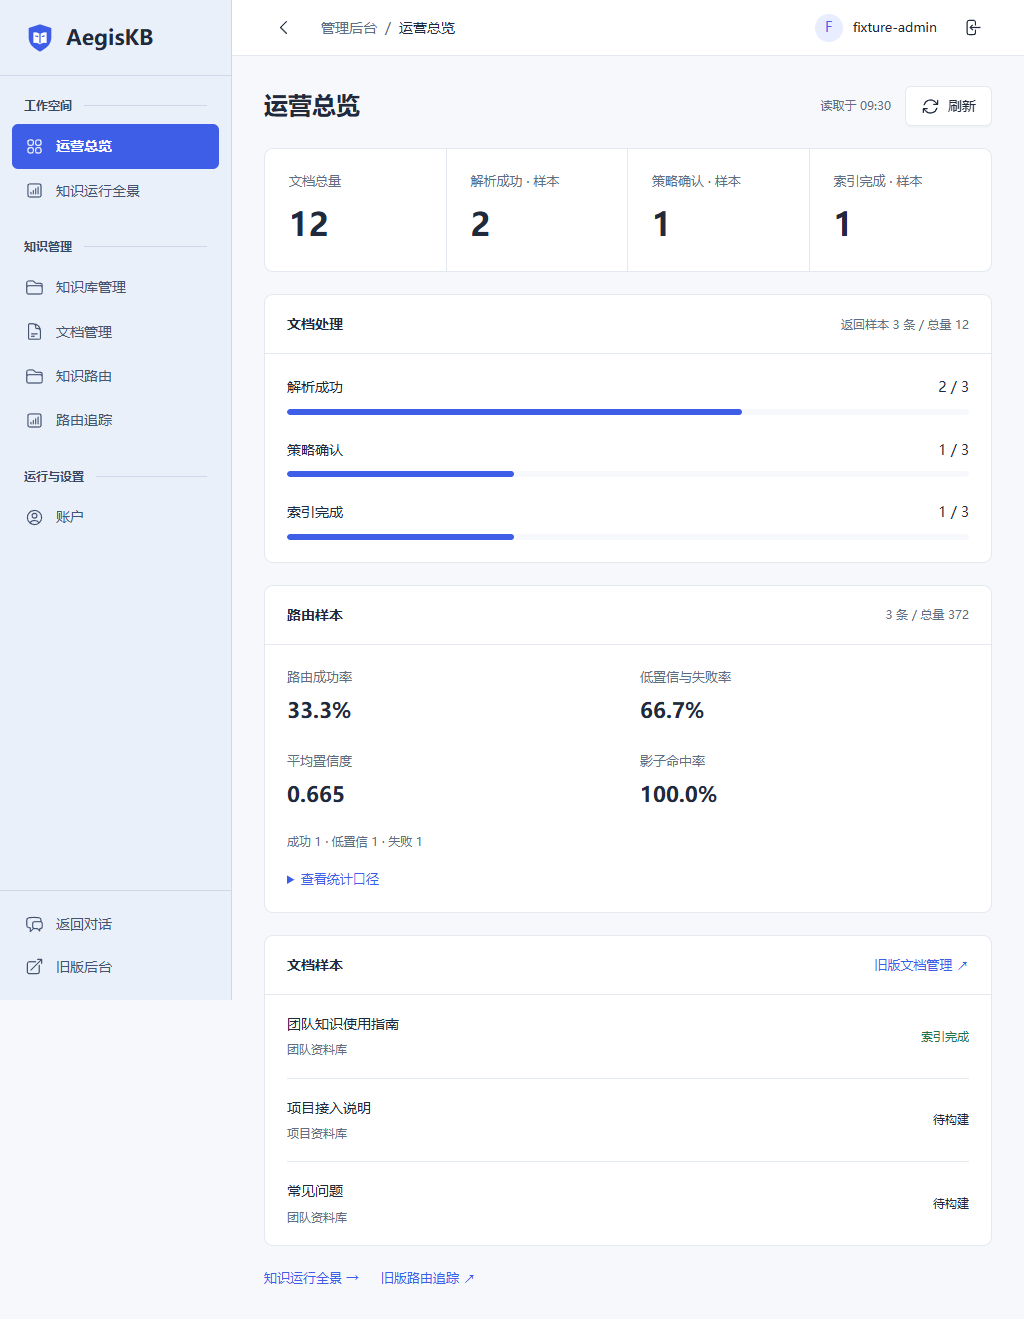 AegisKB
工作空间
运营总览
知识运行全景
知识管理
知识库管理
文档管理
知识路由
路由追踪
运行与设置
账户
返回对话
旧版后台
管理后台 / 运营总览
F fixture-admin
运营总览
读取于 09:30
刷新
文档总量
12
解析成功 · 样本
2
策略确认 · 样本
1
索引完成 · 样本
1
文档处理
返回样本 3 条 / 总量 12
解析成功 2 / 3
策略确认 1 / 3
索引完成 1 / 3
路由样本
3 条 / 总量 372
路由成功率
33.3%
低置信与失败率
66.7%
平均置信度
0.665
影子命中率
100.0%
成功 1 · 低置信 1 · 失败 1
▶ 查看统计口径
文档样本
旧版文档管理 ↗
团队知识使用指南
团队资料库
索引完成
项目接入说明
项目资料库
待构建
常见问题
团队资料库
待构建
知识运行全景 → 旧版路由追踪 ↗